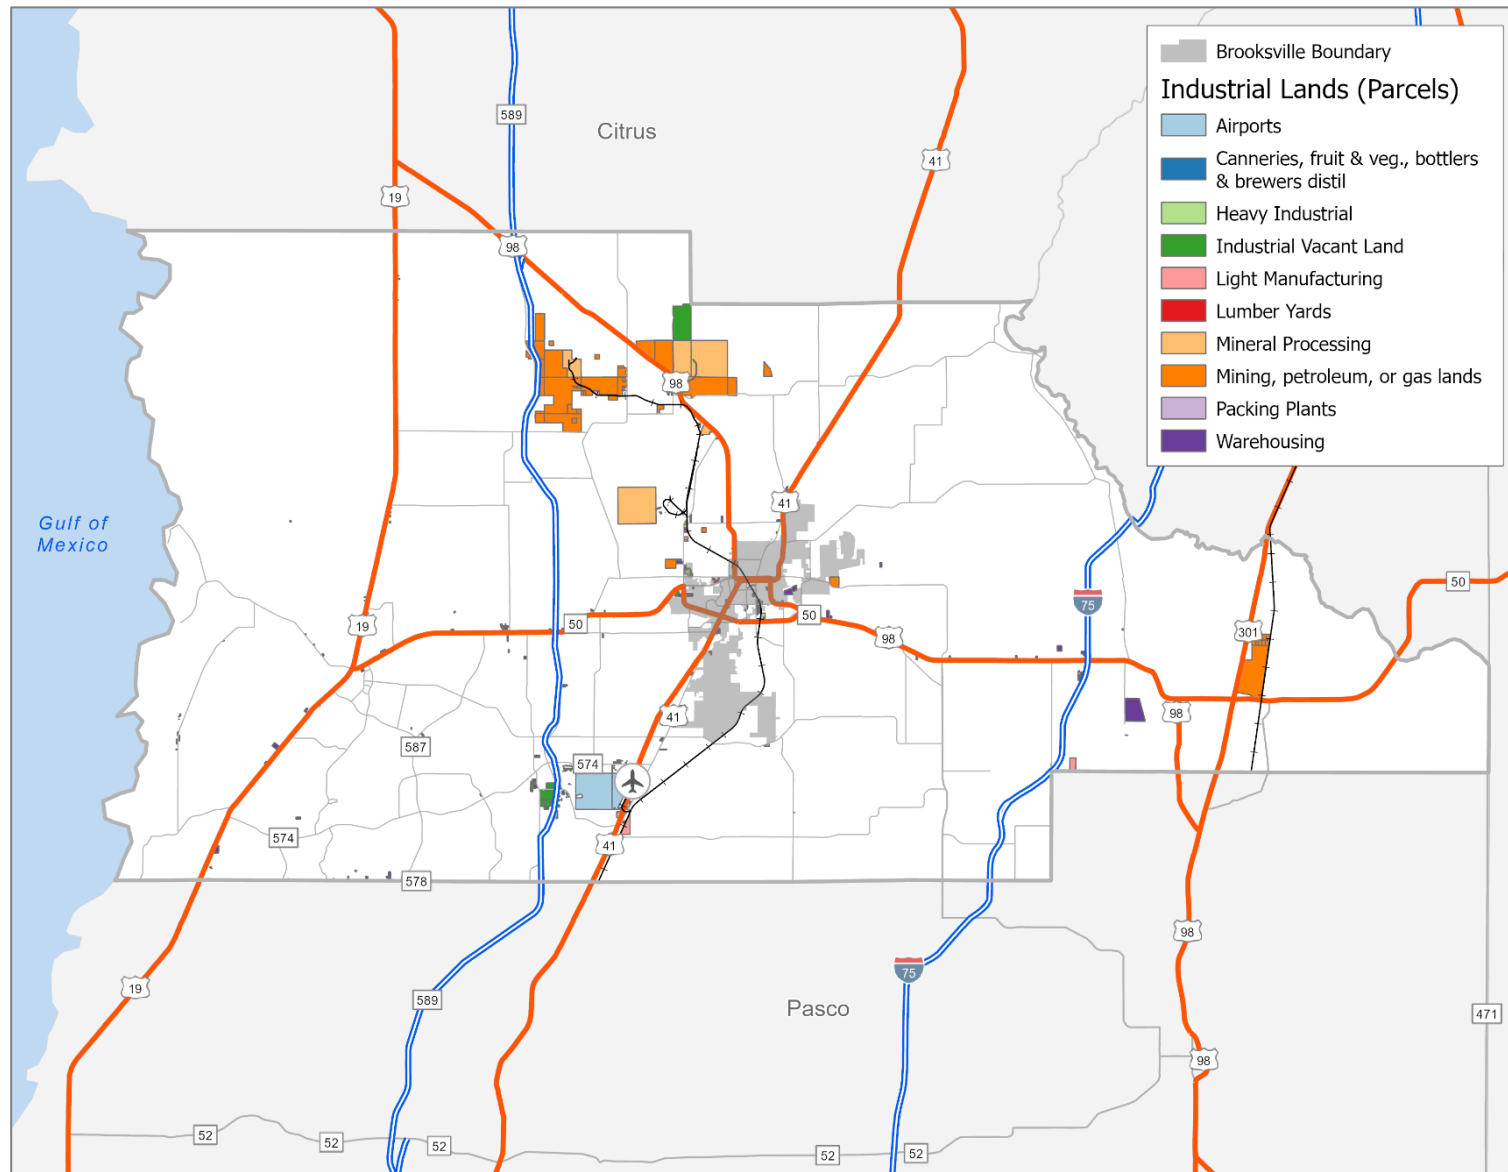 Brooksville Boundary
Industrial Lands (Parcels)
Airports
Canneries, fruit & veg., bottlers
& brewers distil
Heavy Industrial
Industrial Vacant Land
Light Manufacturing
Lumber Yards
Mineral Processing
Mining, petroleum, or gas lands
Packing Plants
Warehousing
589
Citrus
41
19
98
98
41
Gulf of
Mexico
50
75
50
19
50
98
301
41
98
587
574
574
41
578
98
75
19
589
Pasco
471
98
52
52
52
52
52